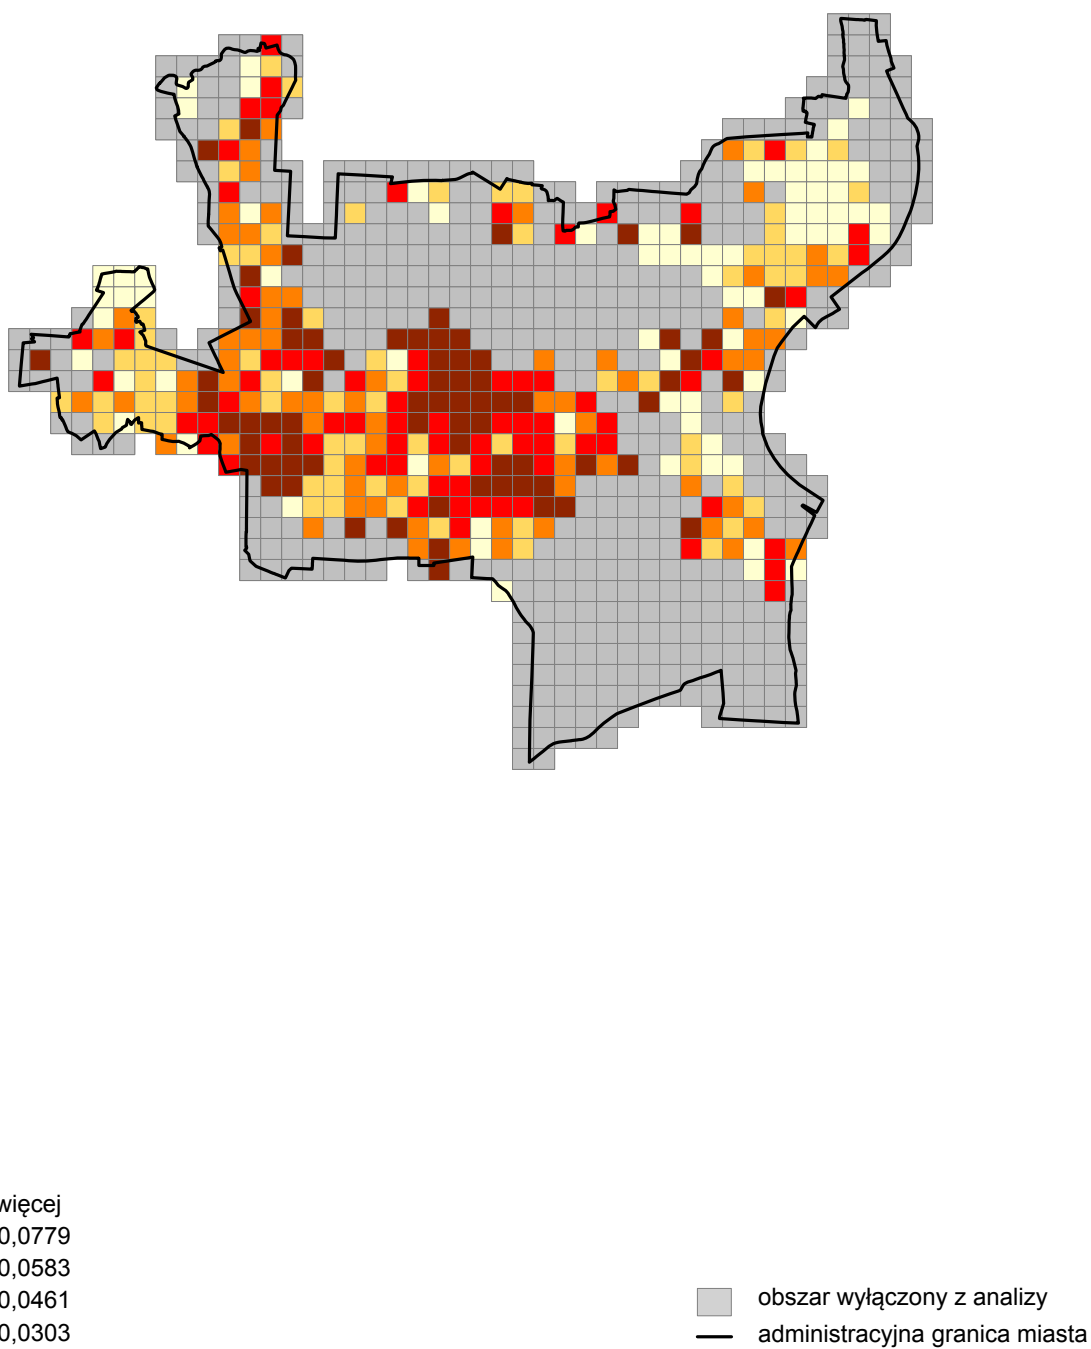 więcej
0,0779
0,0583
0,0461
0,0303
obszar wyłączony z analizy
administracyjna granica miasta